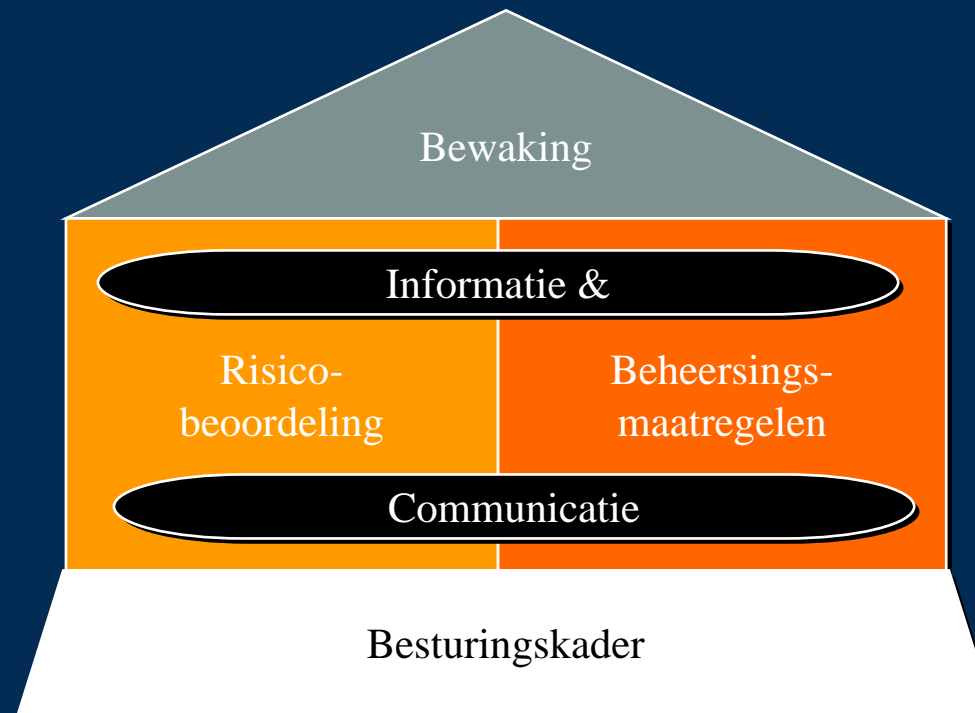 Bewaking
Informatie &
Risico-
beoordeling
Beheersings-
maatregelen
Communicatie
Besturingskader